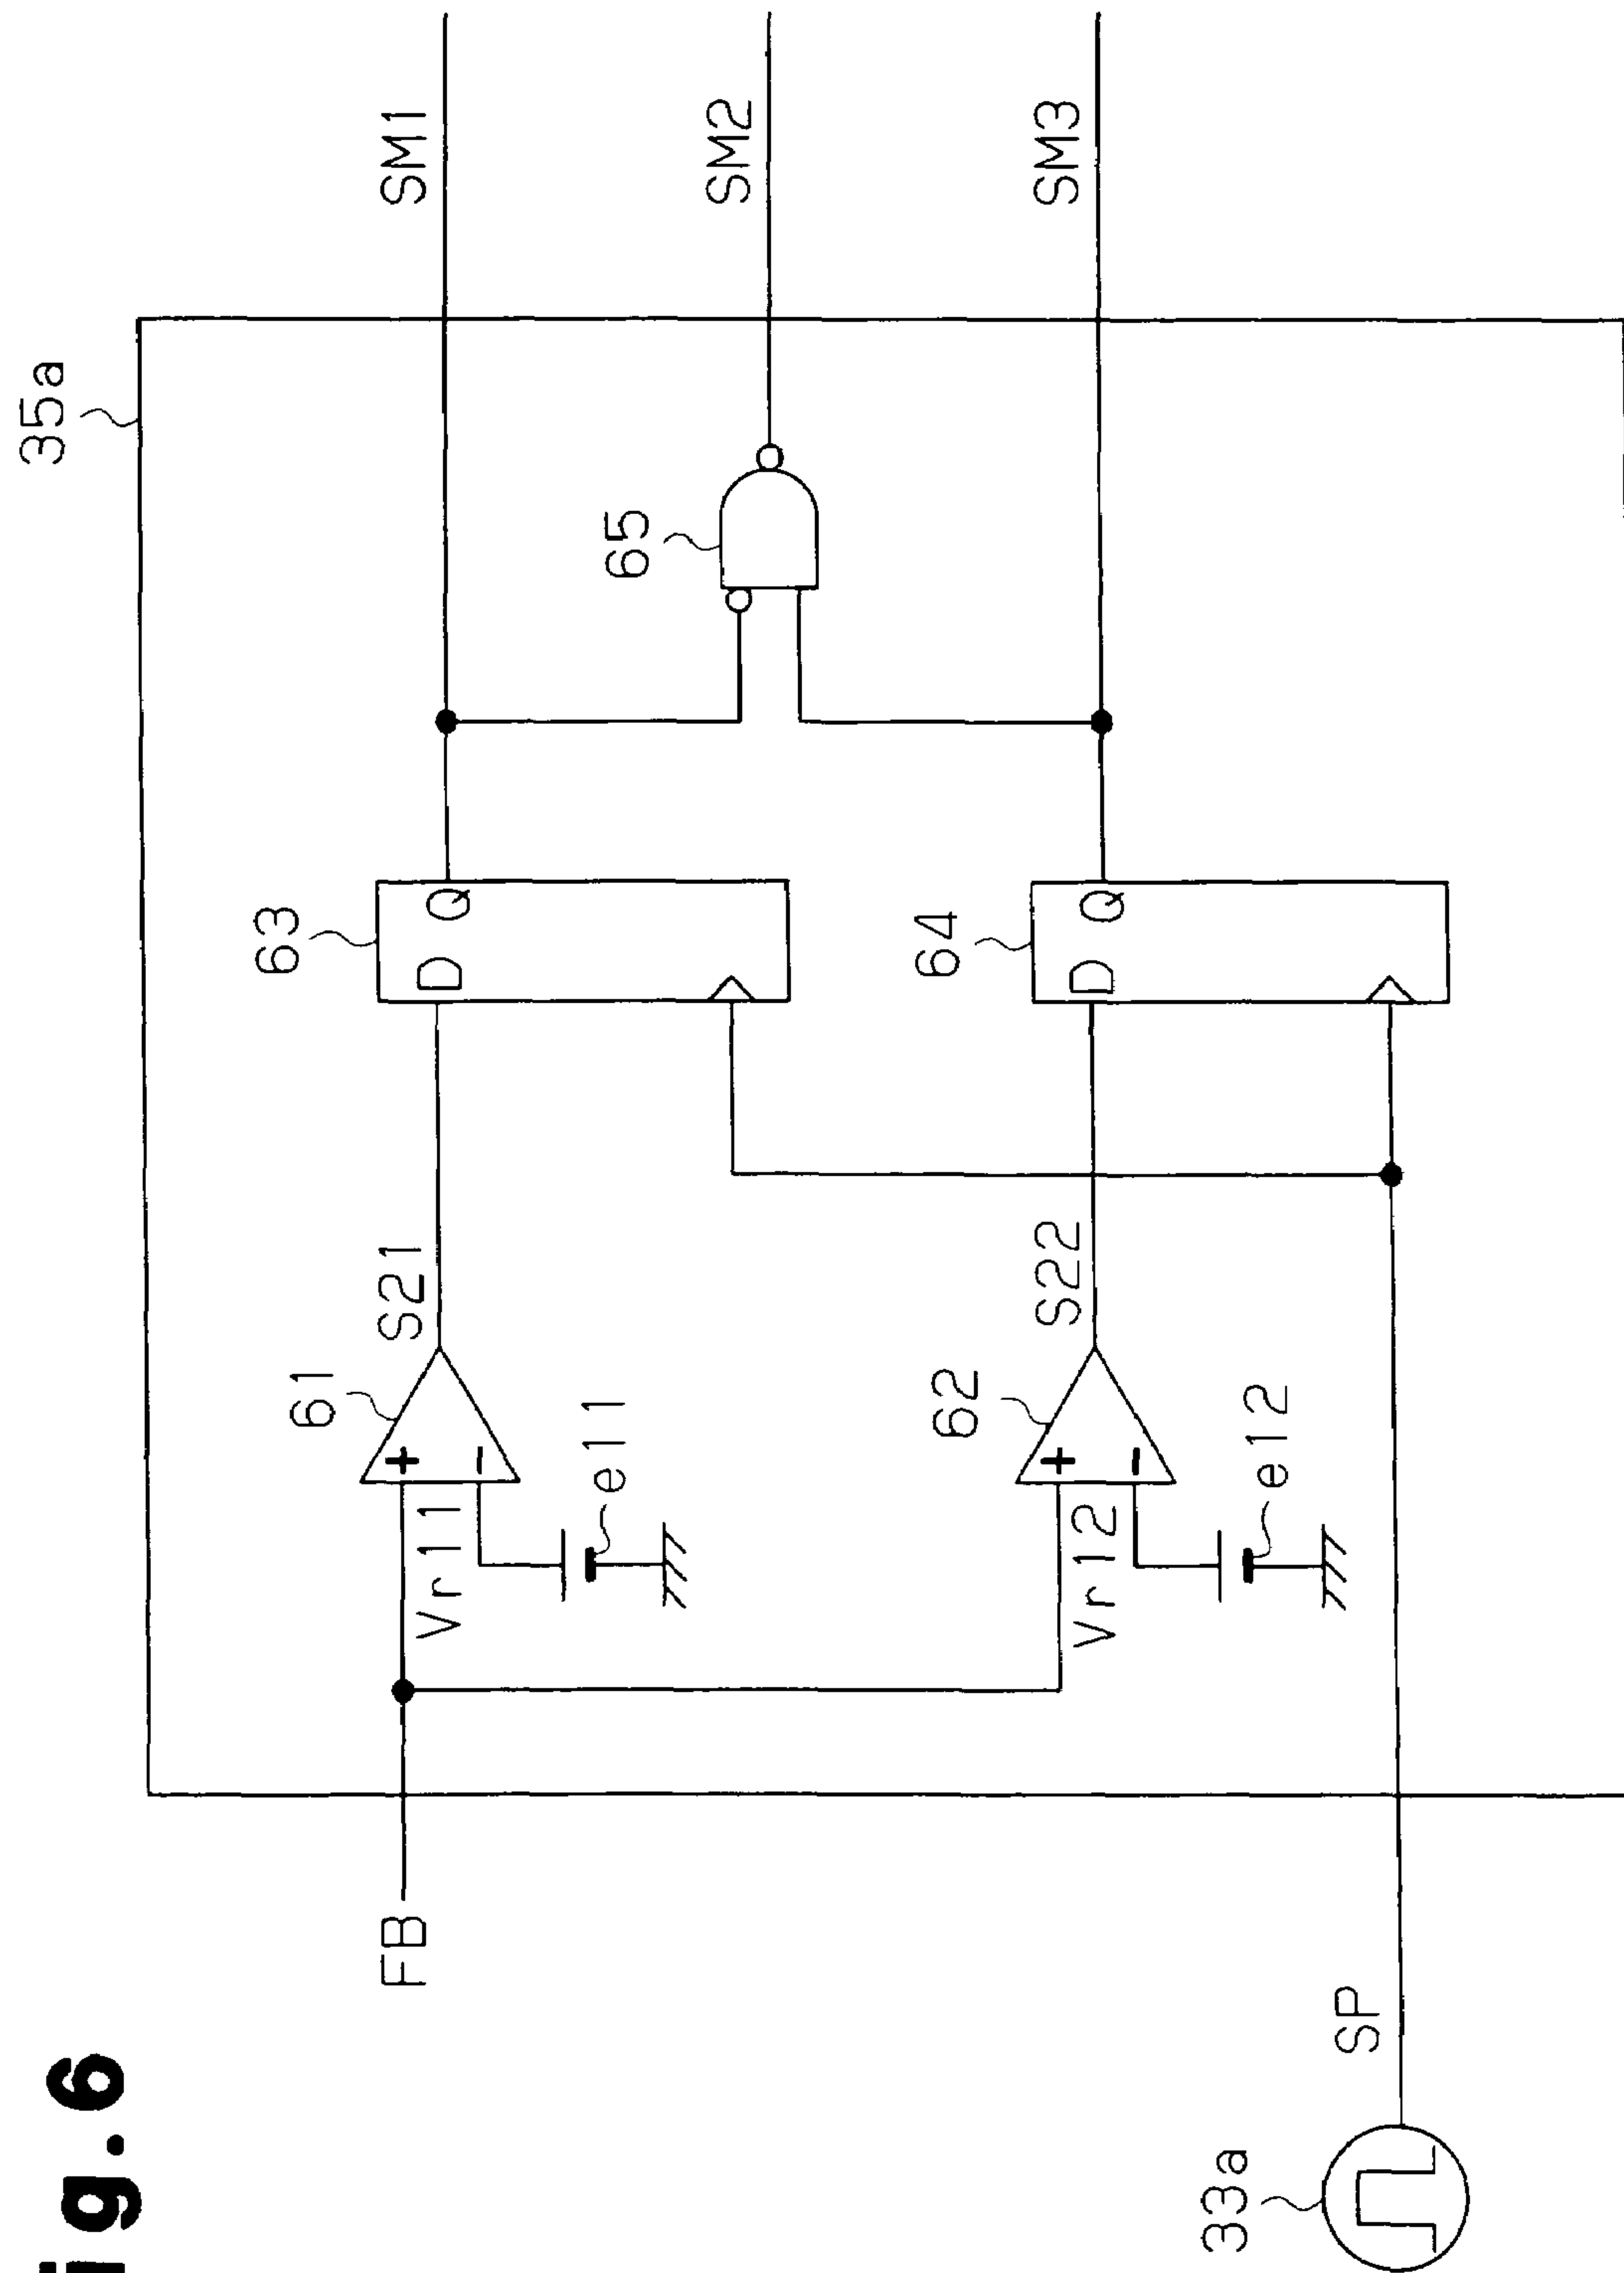 ig.6
35a
FB
Vr11
+
-
61
e11
S21
D Q
63
SM1
65
SM2
Vr12
+
-
62
e12
S22
D Q
64
SM3
33a
SP